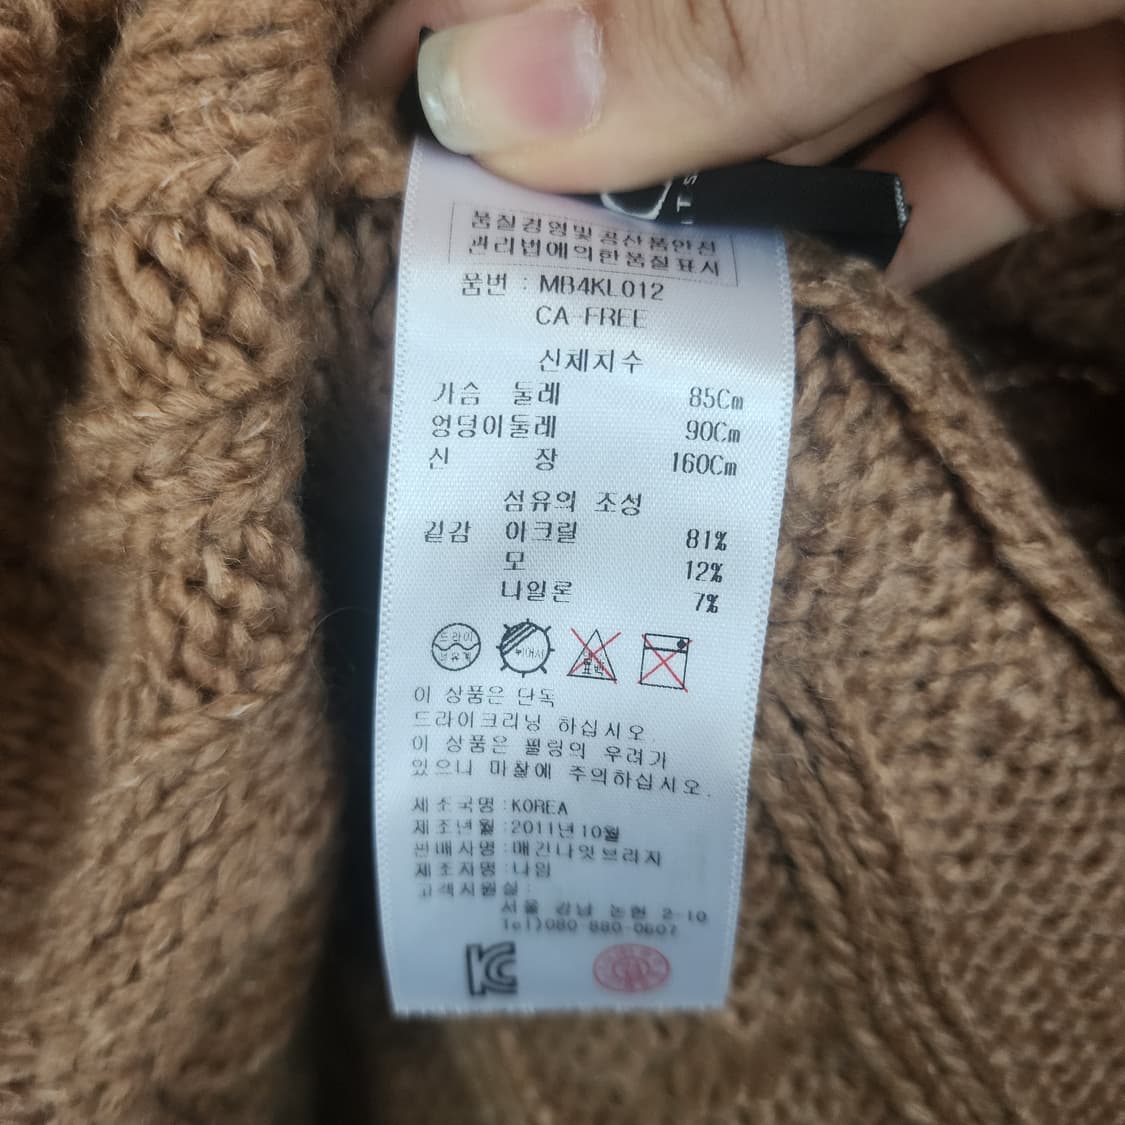 ITS
품질경영및공산품안전
관리법에의한품질표시
품번 : MB4KL012
CA-FREE
신체치수
가슴 둘레 85Cm
엉덩이둘레 90Cm
신 장 160Cm
섬유의 조성
겉감 아크릴 81%
모 12%
나일론 7%
드라이
이 상품은 단독
드라이크리닝 하십시오
이 상품은 필링의 우려가
있으니 마찰에 주의하십시오.
제조국명 : KOREA
제조년월 : 2011년10월
판매사명 : 매긴나잇브리지
제조자명 : 나임
고객지원실 :
서울 강남 논현 2-10
Tel)080-880-0607